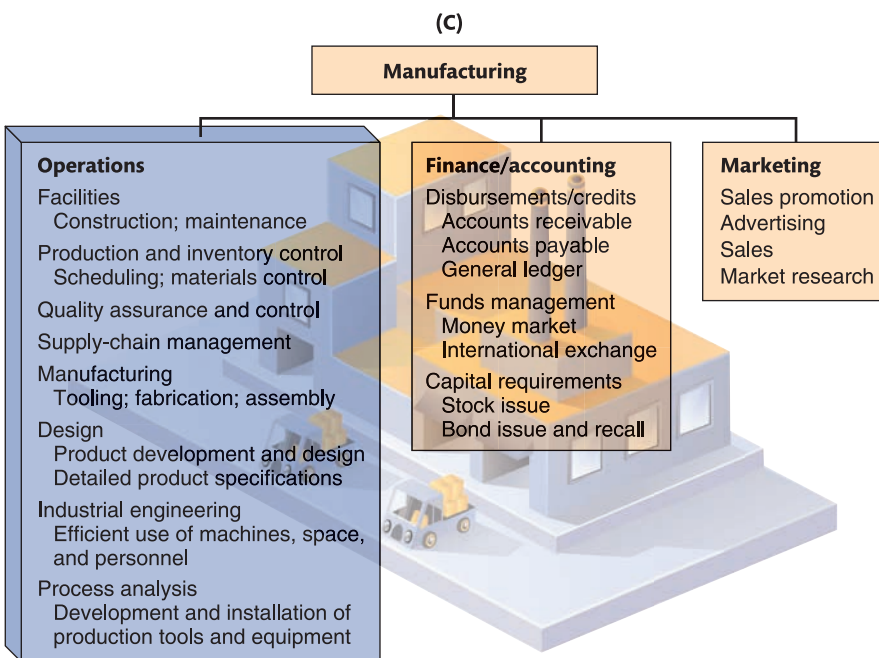 (C)
Manufacturing
Operations
Facilities
Construction; maintenance
Production and inventory control
Scheduling; materials control
Quality assurance and control
Supply-chain management
Manufacturing
Tooling; fabrication; assembly
Design
Product development and design
Detailed product specifications
Industrial engineering
Efficient use of machines, space,
and personnel
Process analysis
Development and installation of
production tools and equipment
Finance/accounting
Disbursements/credits
Accounts receivable
Accounts payable
General ledger
Funds management
Money market
International exchange
Capital requirements
Stock issue
Bond issue and recall
Marketing
Sales promotion
Advertising
Sales
Market research